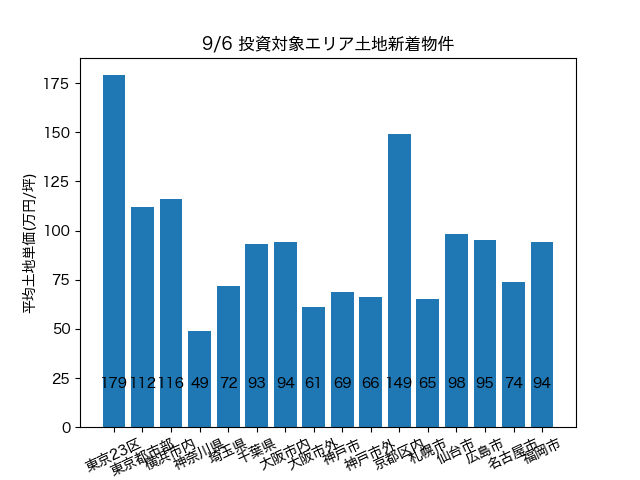 9/6 投資対象エリア土地新着物件
平均土地単価(万円/坪)
175
150
125
100
75
50
25
0
179 112 116 49 72 93 94 61 69 66 149 65 98 95 74 94
東京23区
東京都市部
横浜市内
神奈川県
埼玉県
千葉県
大阪市内
大阪市外
神戸市
神戸市外
京都区内
札幌市
仙台市
広島市
名古屋市
福岡市